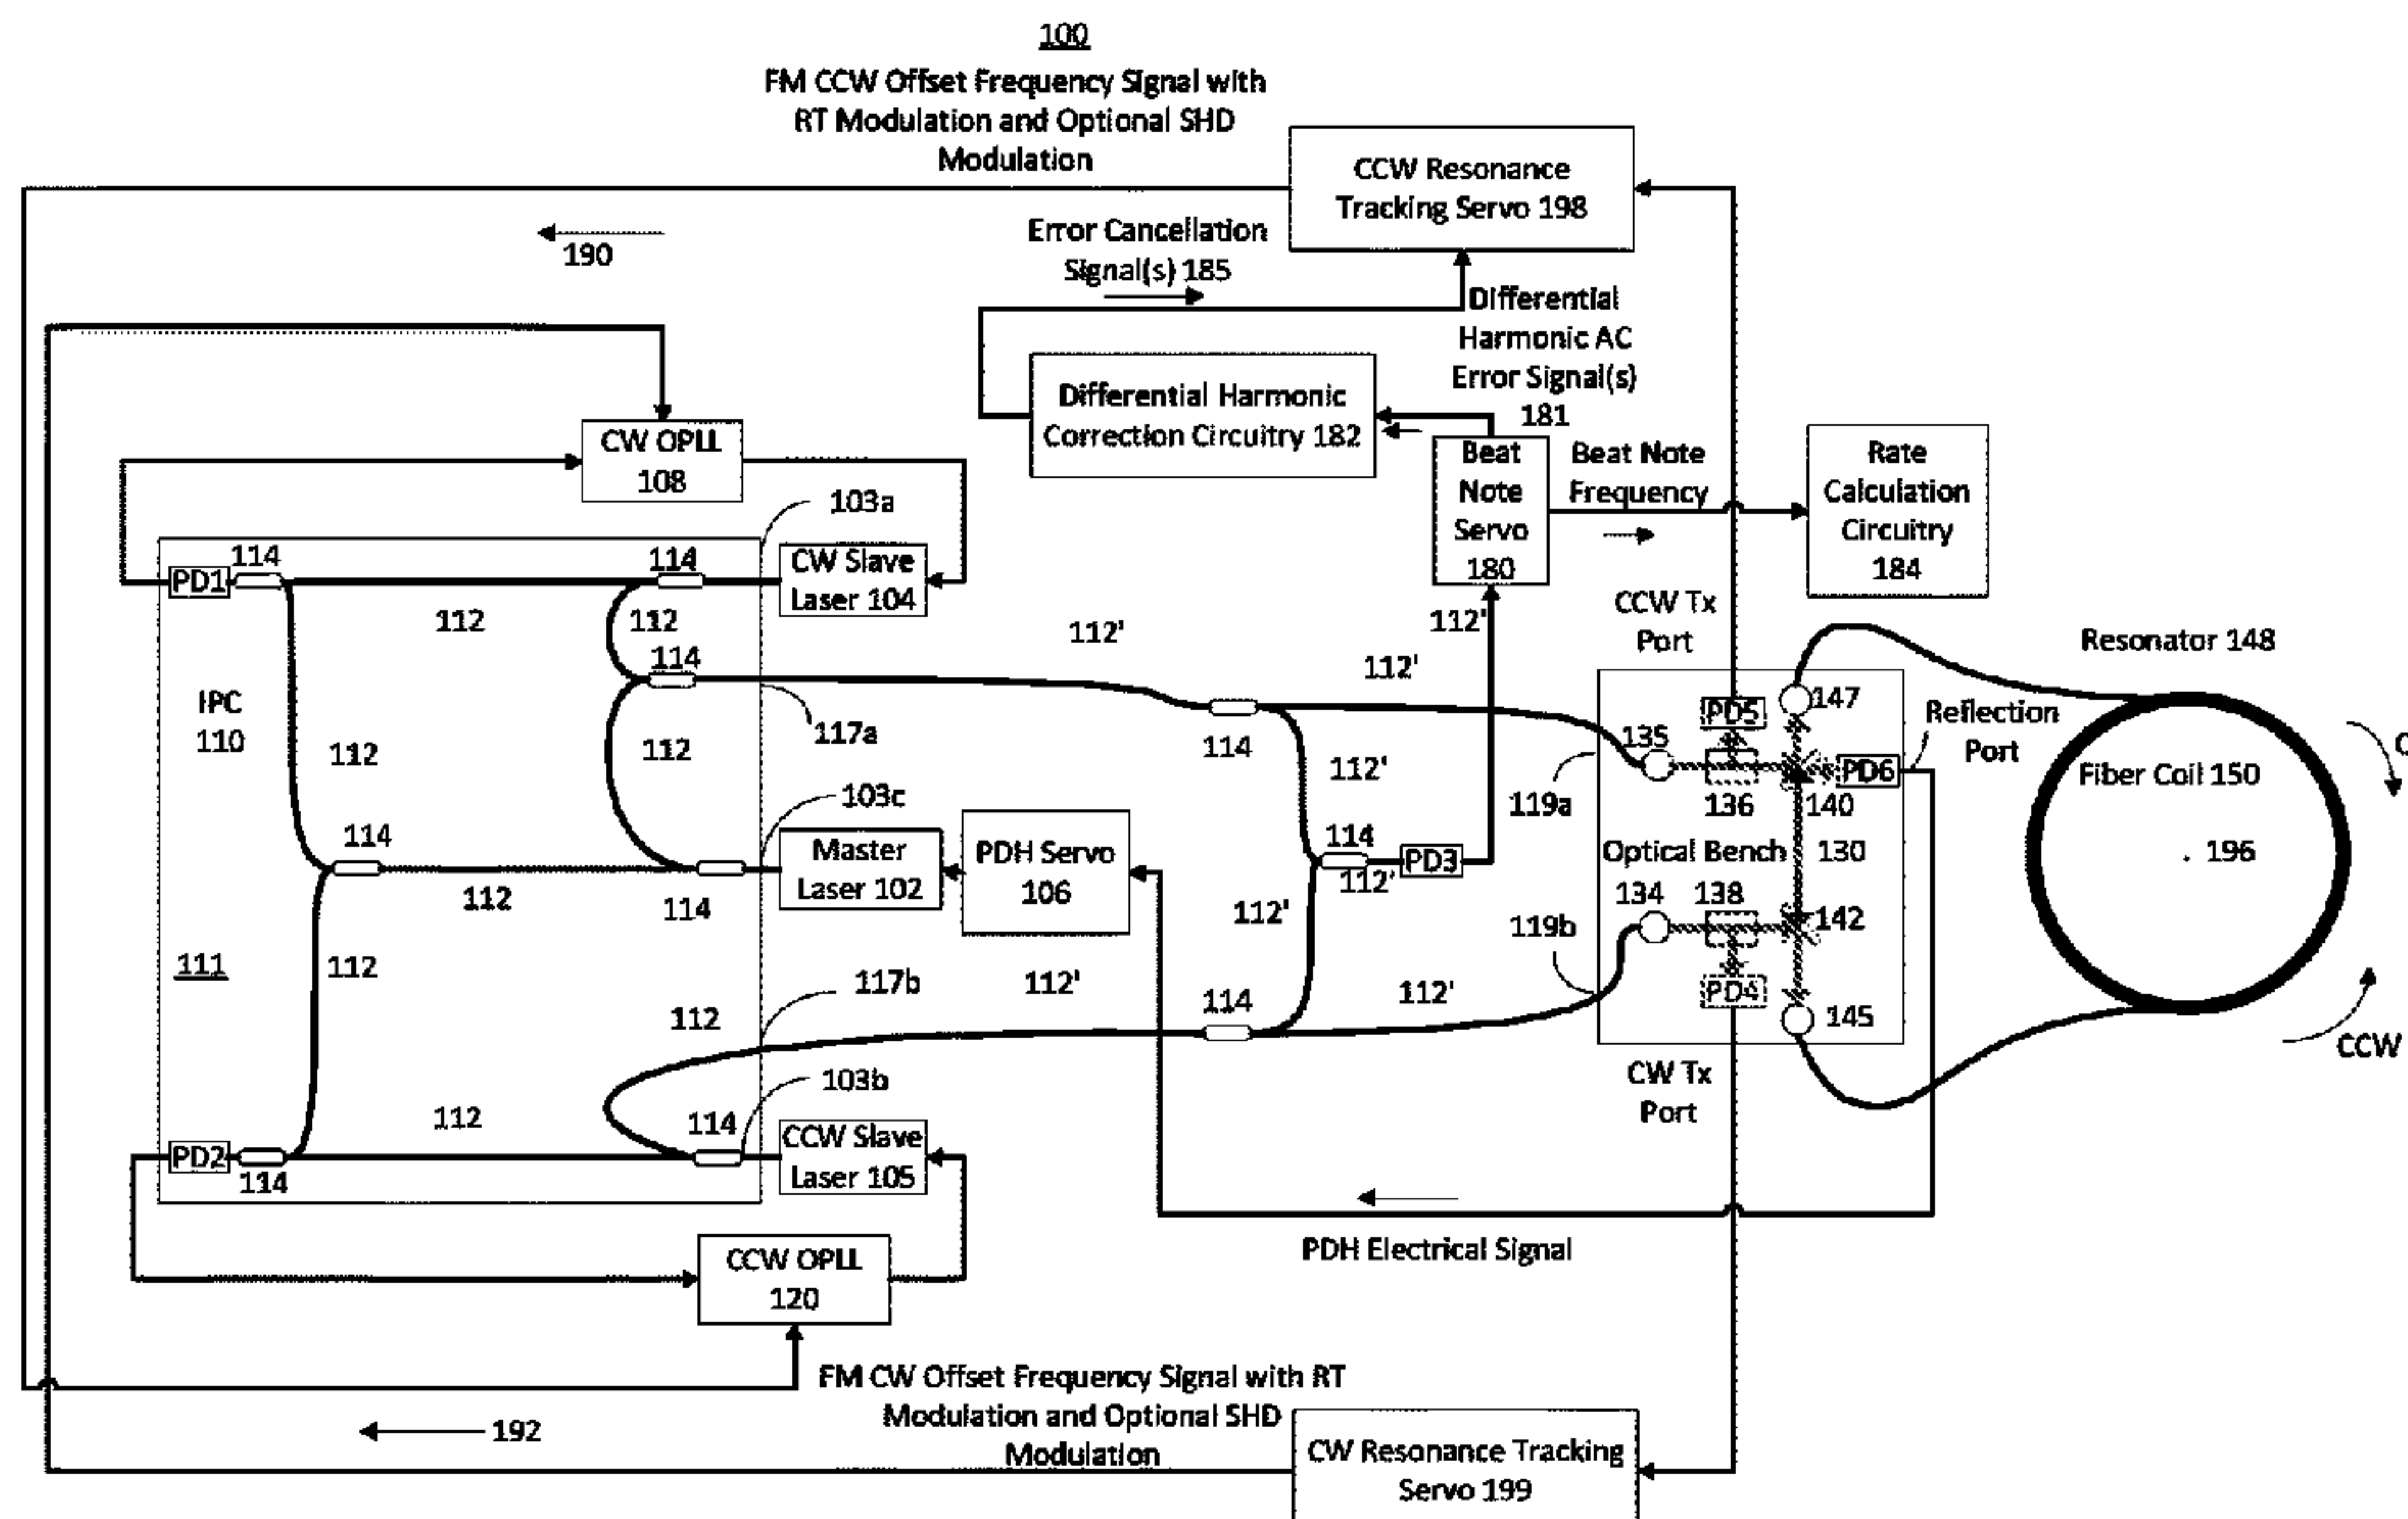 100
FM CCW Offset Frequency Signal with
RT Modulation and Optional SHD
Modulation
CCW Resonance
Tracking Servo 198
190
Error Cancellation
Signal(s) 185
Differential
Harmonic AC
Error Signal(s)
181
Differential Harmonic
Correction Circuitry 182
CW OPLL
108
Beat
Note
Servo
180
Beat Note
Frequency
Rate
Calculation
Circuitry
184
103a
PD1
114
114
CW Slave
Laser 104
112
112
112'
112'
CCW Tx
Port
114
112'
Resonator 148
IPC
110
117a
114
PD5
147
Reflection
Port
112
112
112'
135
C
103c
119a
136
140
PD6
Fiber Coil 150
114
Master
Laser 102
PDH Servo
106
114
PD3
112'
Optical Bench
130
196
112
114
112'
119b
134
138
142
111
112
117b
112'
112'
PD4
112
114
145
CCW
103b
CW Tx
Port
112
114
PD2
114
CCW Slave
Laser 105
CCW OPLL
120
PDH Electrical Signal
FM CW Offset Frequency Signal with RT
Modulation and Optional SHD
Modulation
192
CW Resonance Tracking
Servo 199